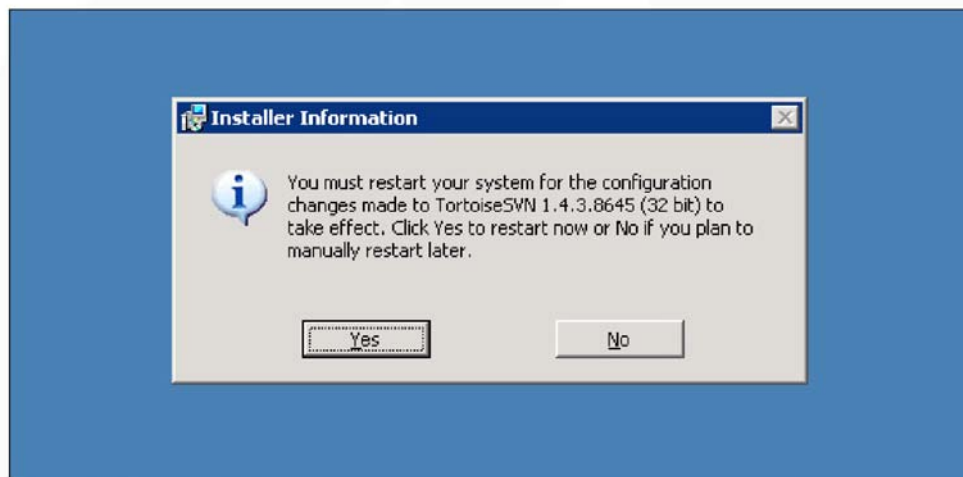 Installer Information
You must restart your system for the configuration
changes made to TortoiseSVN 1.4.3.8645 (32 bit) to
take effect. Click Yes to restart now or No if you plan to
manually restart later.
Yes
No